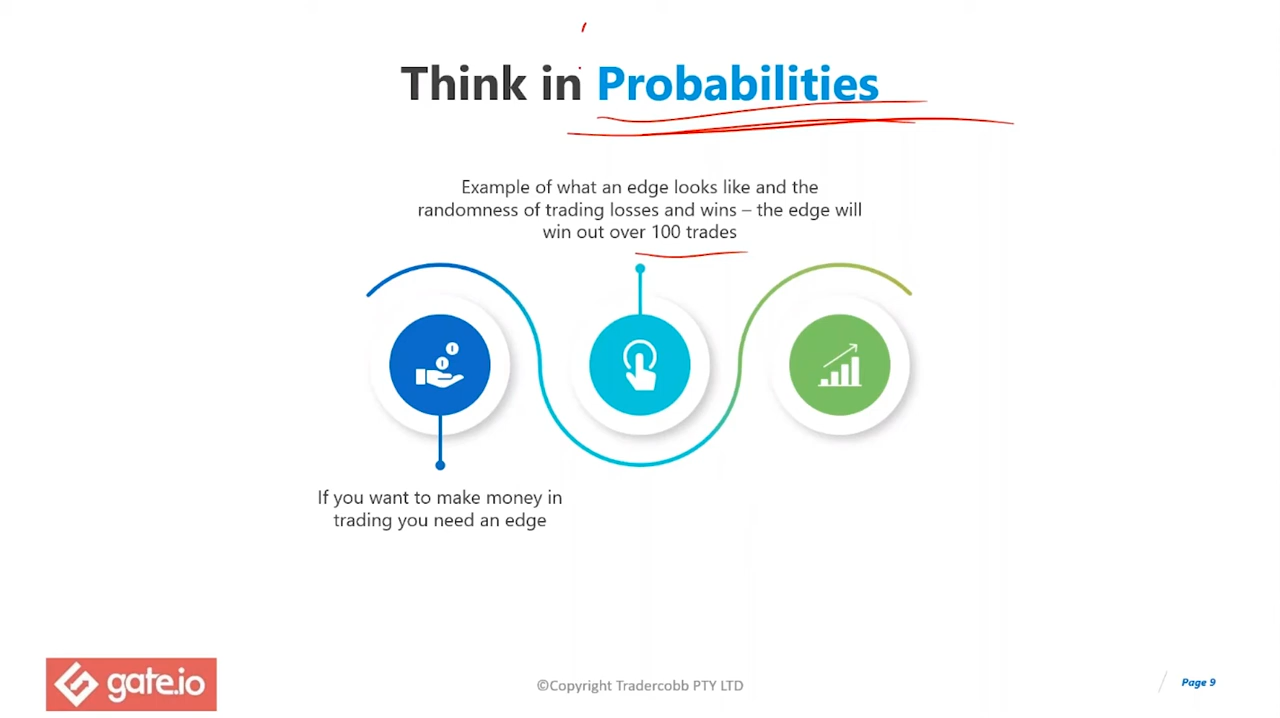 Think in Probabilities
Example of what an edge looks like and the
randomness of trading losses and wins – the edge will
win out over 100 trades
If you want to make money in
trading you need an edge
gate.io
©Copyright Tradercobb PTY LTD
Page 9